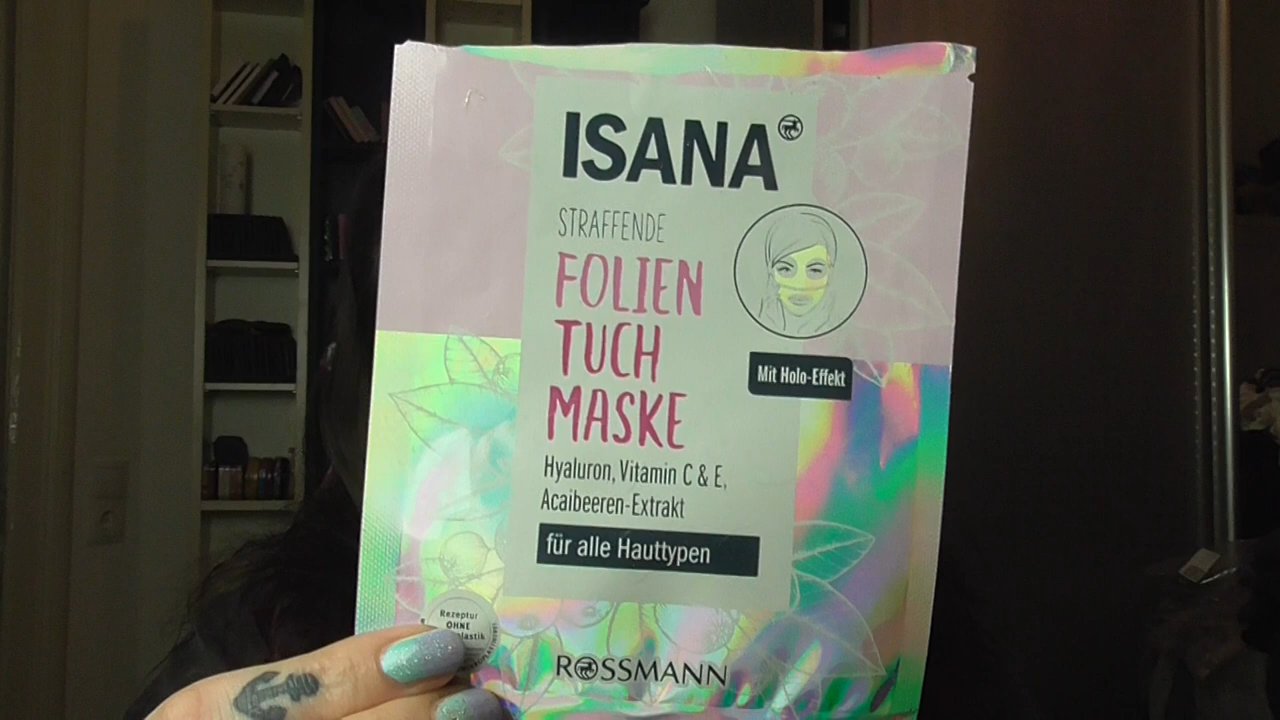 ISANA
STRAFFENDE
FOLIEN
TUCH
MASKE
Mit Holo-Effekt
Hyaluron, Vitamin C & E,
Acaibeeren-Extrakt
für alle Hauttypen
Rezeptur
OHNE
ROSSMANN